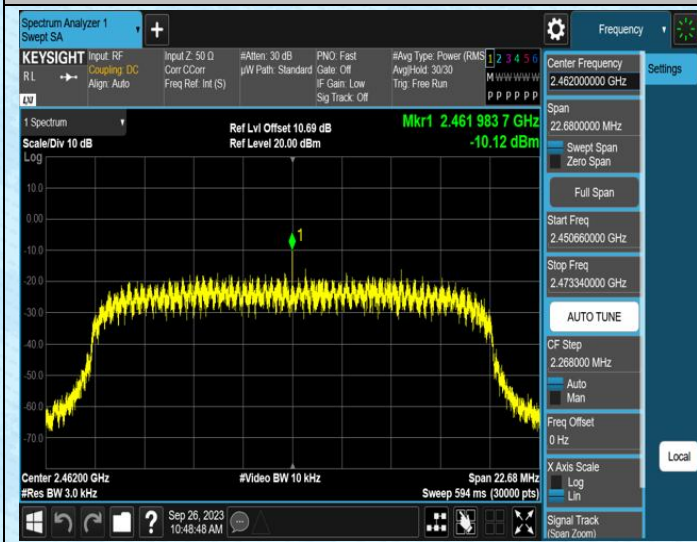 Spectrum Analyzer 1
Swept SA
+
Frequency
KEYSIGHT
RL
LXI
Input: RF
Coupling: DC
Align: Auto
Input Z: 50 Ω
Corr CCorr
Freq Ref: Int (S)
#Atten: 30 dB
µW Path: Standard
PNO: Fast
Gate: Off
IF Gain: Low
Sig Track: Off
#Avg Type: Power (RMS
Avg|Hold: 30/30
Trig: Free Run
1 2 3 4 5 6
M W W W W W
P P P P P P
1 Spectrum
Scale/Div 10 dB
Ref Lvl Offset 10.69 dB
Ref Level 20.00 dBm
Mkr1 2.461 983 7 GHz
-10.12 dBm
Log
10.0
0.00
-10.0
-20.0
-30.0
-40.0
-50.0
-60.0
-70.0
1
Center 2.46200 GHz
#Res BW 3.0 kHz
#Video BW 10 kHz
Span 22.68 MHz
Sweep 594 ms (30000 pts)
?
Sep 26, 2023
10:48:48 AM
Center Frequency
2.462000000 GHz
Settings
Span
22.6800000 MHz
Swept Span
Zero Span
Full Span
Start Freq
2.450660000 GHz
Stop Freq
2.473340000 GHz
AUTO TUNE
CF Step
2.268000 MHz
Auto
Man
Freq Offset
0 Hz
Local
X Axis Scale
Log
Lin
Signal Track
(Span Zoom)